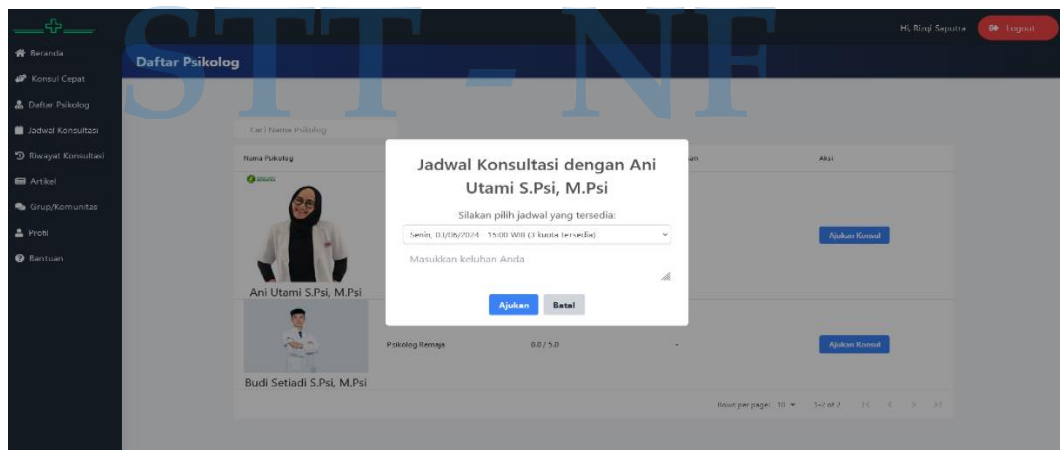 STT - NF
Hi, Rizqi Saputra
Logout
Beranda
Konsul Cepat
Daftar Psikolog
Jadwal Konsultasi
Riwayat Konsultasi
Artikel
Grup/Komunitas
Profil
Bantuan
Daftar Psikolog
Cari Nama Psikolog
Nama Psikolog
Aksi
Jadwal Konsultasi dengan Ani
Utami S.Psi, M.Psi
Silakan pilih jadwal yang tersedia:
Senin, 03/06/2024 - 15:00 WIB (3 kuota tersedia)
Masukkan keluhan Anda
Ajukan
Batal
Ajukan Konsul
Ani Utami S.Psi, M.Psi
Psikolog Remaja
0.0 / 5.0
-
Ajukan Konsul
Budi Setiadi S.Psi, M.Psi
Rows per page: 10
1-2 of 2